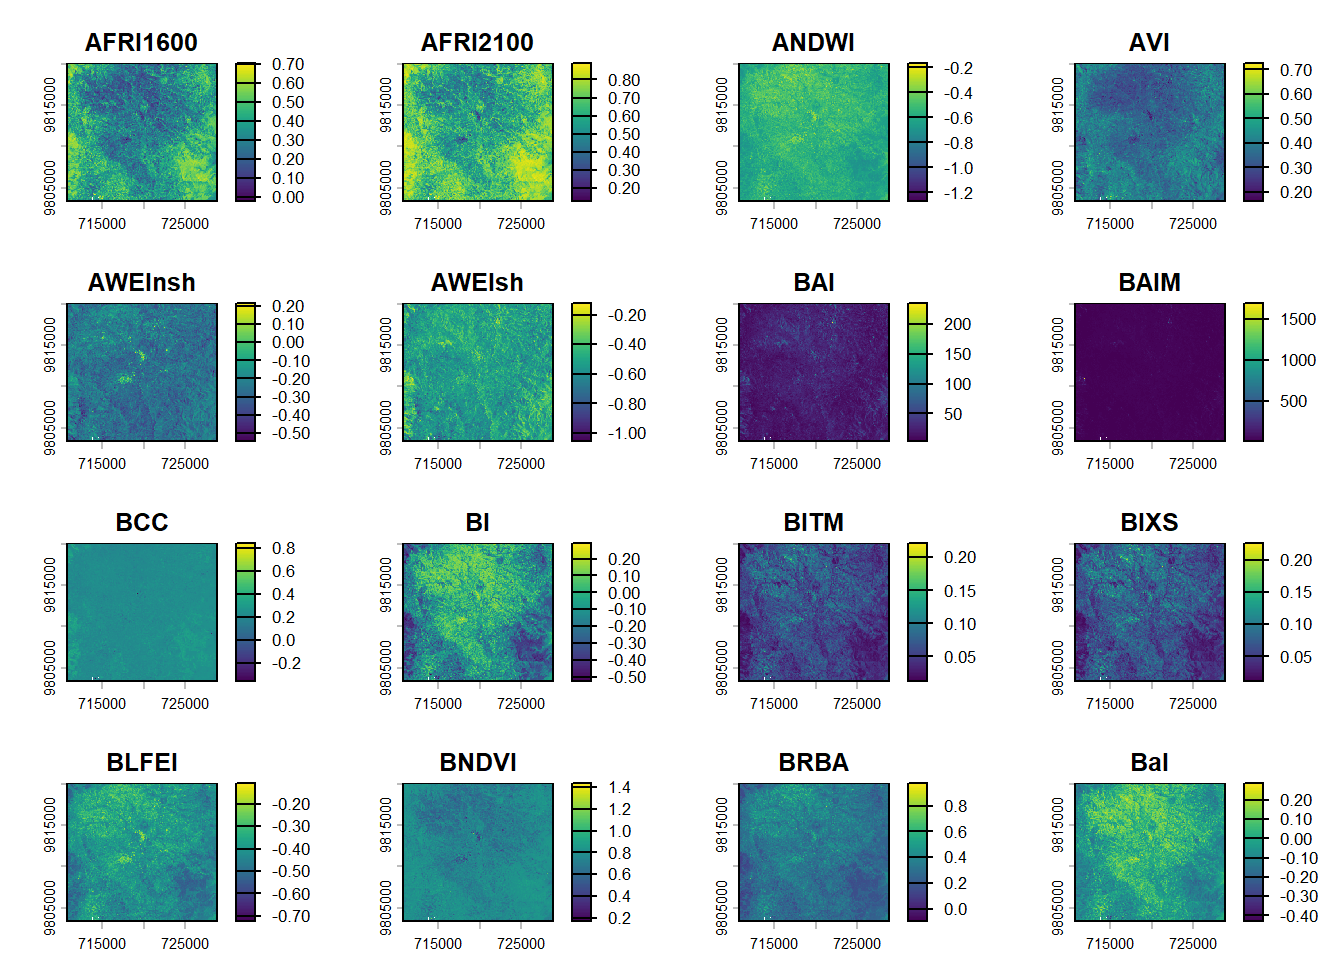 AFRI1600 AFRI2100 ANDWI AVI
9815000 9805000 715000 725000 0.70 0.60 0.50 0.40 0.30 0.20 0.10 0.00
9815000 9805000 715000 725000 0.80 0.70 0.60 0.50 0.40 0.30 0.20
9815000 9805000 715000 725000 -0.2 -0.4 -0.6 -0.8 -1.0 -1.2
9815000 9805000 715000 725000 0.70 0.60 0.50 0.40 0.30 0.20
AWEInsh AWEIsh BAI BAIM
9815000 9805000 715000 725000 0.20 0.10 0.00 -0.10 -0.20 -0.30 -0.40 -0.50
9815000 9805000 715000 725000 -0.20 -0.40 -0.60 -0.80 -1.00
9815000 9805000 715000 725000 200 150 100 50
9815000 9805000 715000 725000 1500 1000 500
BCC BI BITM BIXS
9815000 9805000 715000 725000 0.8 0.6 0.4 0.2 0.0 -0.2
9815000 9805000 715000 725000 0.20 0.10 0.00 -0.10 -0.20 -0.30 -0.40 -0.50
9815000 9805000 715000 725000 0.20 0.15 0.10 0.05
9815000 9805000 715000 725000 0.20 0.15 0.10 0.05
BLFEI BNDVI BRBA BaI
9815000 9805000 715000 725000 -0.20 -0.30 -0.40 -0.50 -0.60 -0.70
9815000 9805000 715000 725000 1.4 1.2 1.0 0.8 0.6 0.4 0.2
9815000 9805000 715000 725000 0.8 0.6 0.4 0.2 0.0
9815000 9805000 715000 725000 0.20 0.10 0.00 -0.10 -0.20 -0.30 -0.40